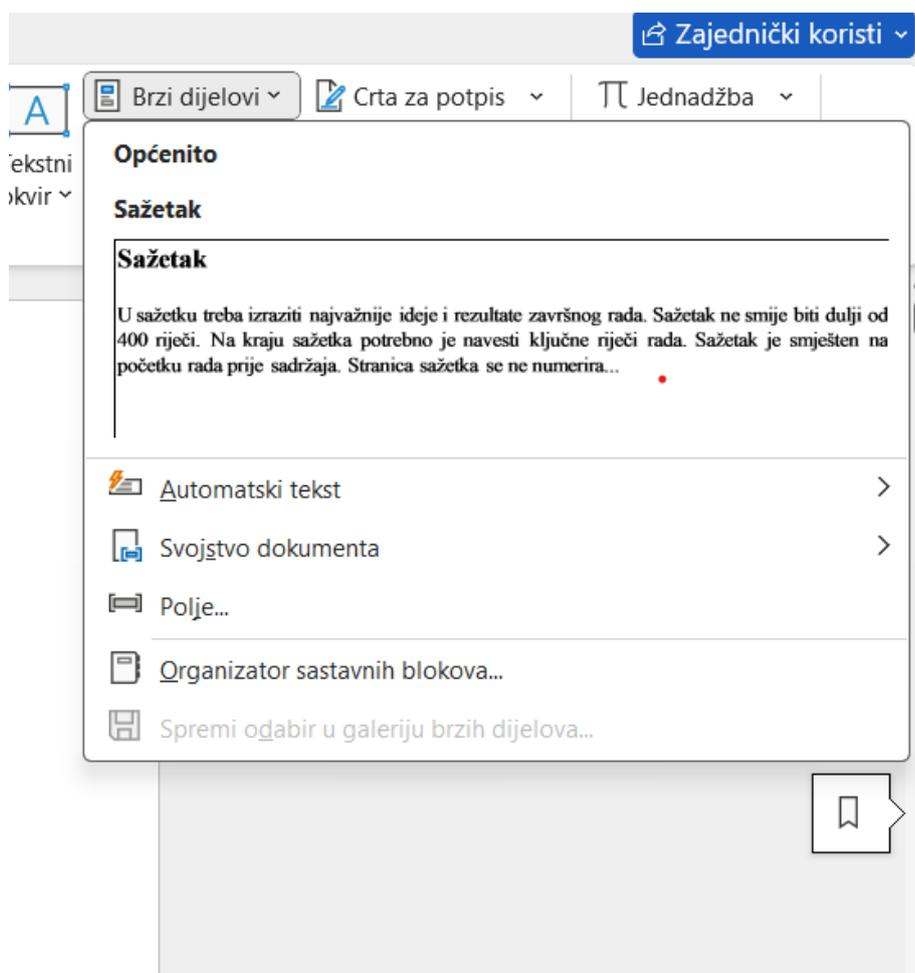 Zajednički koristi
Brzi dijelovi
Crta za potpis
Jednadžba
A
ekstni
kvir
Općenito
Sažetak
Sažetak
U sažetku treba izraziti najvažnije ideje i rezultate završnog rada. Sažetak ne smije biti dulji od
400 riječi. Na kraju sažetka potrebno je navesti ključne riječi rada. Sažetak je smješten na
početku rada prije sadržaja. Stranica sažetka se ne numerira...
Automatski tekst
Svojstvo dokumenta
Polje...
Organizator sastavnih blokova...
Spremi odabir u galeriju brzih dijelova...